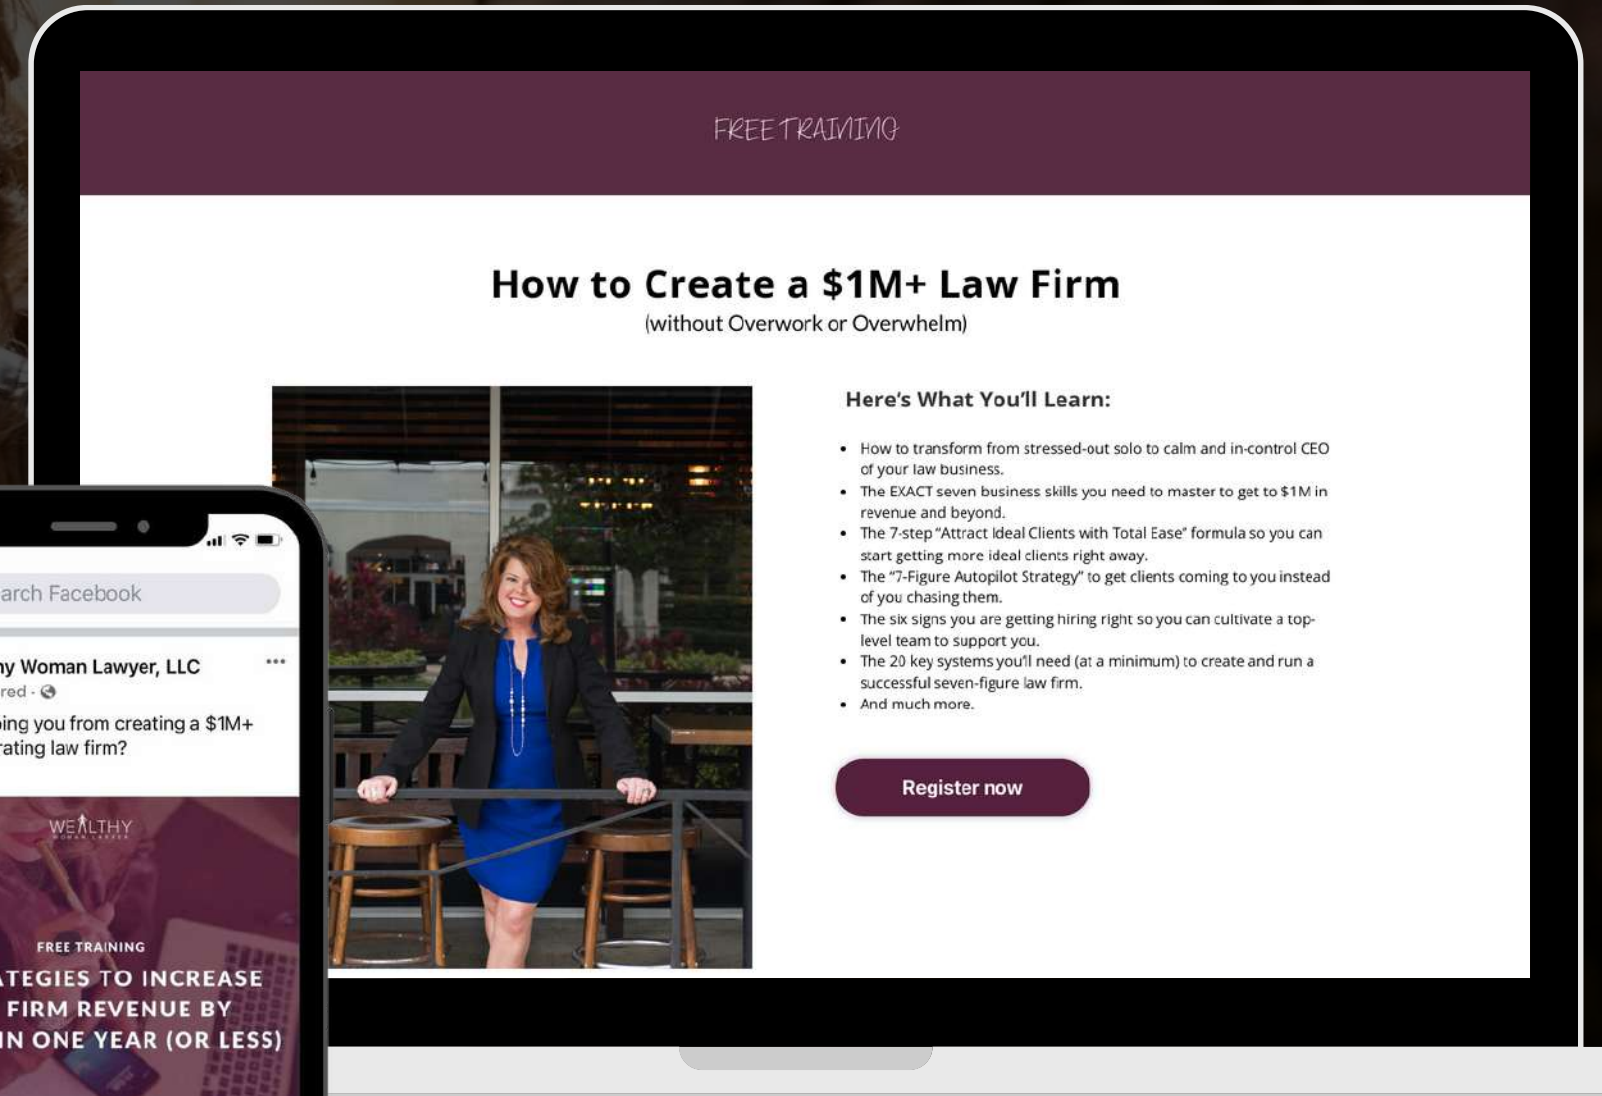 FREE TRAINING
How to Create a $1M+ Law Firm
(without Overwork or Overwhelm)
Here's What You'll Learn:
• How to transform from stressed-out solo to calm and in-control CEO
of your law business.
• The EXACT seven business skills you need to master to get to $1M in
revenue and beyond.
• The 7-step “Attract Ideal Clients with Total Ease” formula so you can
start getting more ideal clients right away.
• The “7-Figure Autopilot Strategy” to get clients coming to you instead
of you chasing them.
• The six signs you are getting hiring right so you can cultivate a top-
level team to support you.
• The 20 key systems you'll need (at a minimum) to create and run a
successful seven-figure law firm.
• And much more.
Register now
arch Facebook
hy Woman Lawyer, LLC
red ·
ping you from creating a $1M+
rating law firm?
WEALTHY
WOMAN LAWYER
FREE TRAINING
ATEGIES TO INCREASE
FIRM REVENUE BY
IN ONE YEAR (OR LESS)